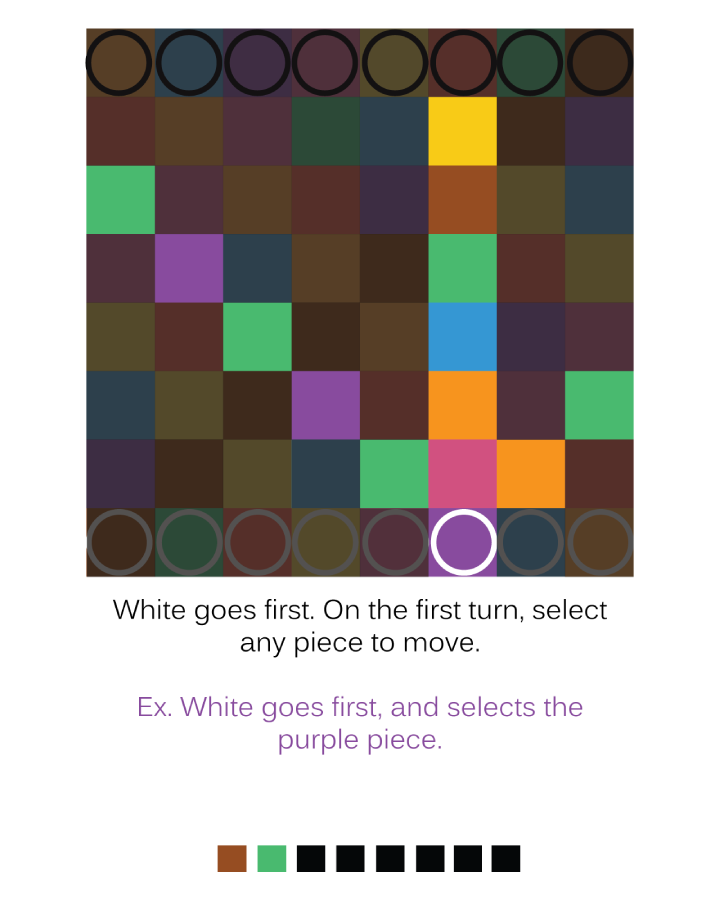 White goes first. On the first turn, select
any piece to move.
Ex. White goes first, and selects the
purple piece.